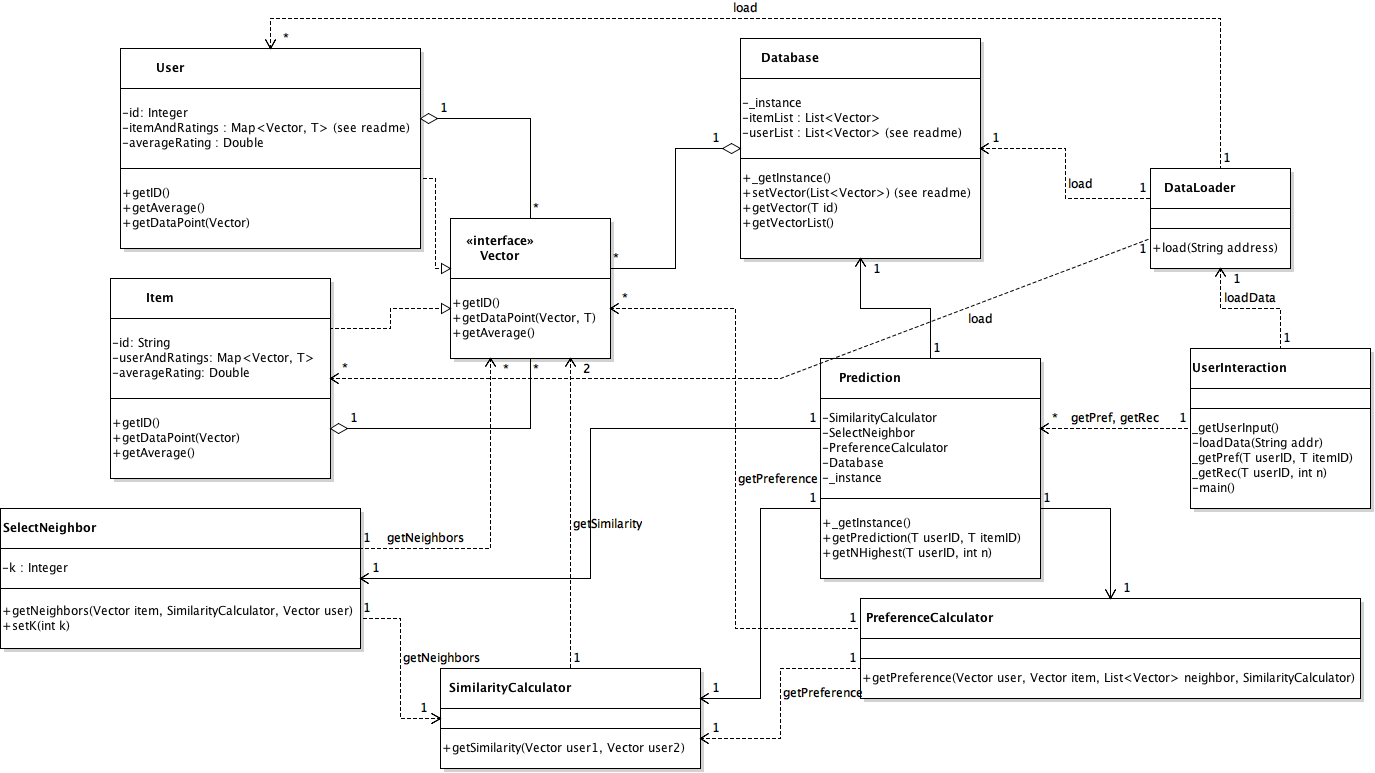 load
*
User
-id: Integer
-itemAndRatings : Map<Vector, T> (see readme)
-averageRating : Double
+getID()
+getAverage()
+getDataPoint(Vector)
1
*
Database
-_instance
-itemList : List<Vector>
-userList : List<Vector> (see readme)
+_getInstance()
+setVector(List<Vector>) (see readme)
+getVector(T id)
+getVectorList()
1
*
1
load
1
1
DataLoader
+load(String address)
1
load
1
loadData
1
«interface»
Vector
+getID()
+getDataPoint(Vector, T)
+getAverage()
*
*
*
2
Item
-id: String
-userAndRatings: Map<Vector, T>
-averageRating: Double
+getID()
+getDataPoint(Vector)
+getAverage()
*
1
1
1
Prediction
-SimilarityCalculator
-SelectNeighbor
-PreferenceCalculator
-Database
-_instance
+_getInstance()
+getPrediction(T userID, T itemID)
+getNHighest(T userID, int n)
1
1
1
* getPref, getRec 1
UserInteraction
_getUserInput()
-loadData(String addr)
_getPref(T userID, T itemID)
_getRec(T userID, int n)
-main()
getPreference
getSimilarity
SelectNeighbor
-k : Integer
+getNeighbors(Vector item, SimilarityCalculator, Vector user)
+setK(int k)
1 getNeighbors
1
1
getNeighbors
1
1
SimilarityCalculator
+getSimilarity(Vector user1, Vector user2)
1
1
getPreference
1
1
1
PreferenceCalculator
+getPreference(Vector user, Vector item, List<Vector> neighbor, SimilarityCalculator)